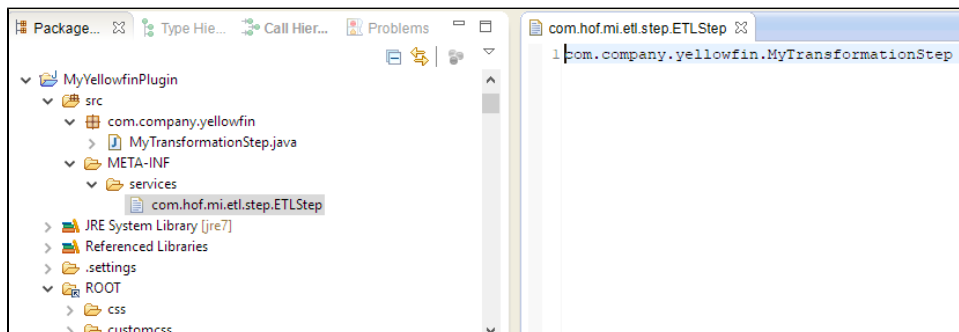 Package...
Type Hie...
Call Hier...
Problems
MyYellowfinPlugin
src
com.company.yellowfin
MyTransformationStep.java
META-INF
services
com.hof.mi.etl.step.ETLStep
JRE System Library [jre7]
Referenced Libraries
.settings
ROOT
css
customcss
com.hof.mi.etl.step.ETLStep
1 com.company.yellowfin.MyTransformationStep